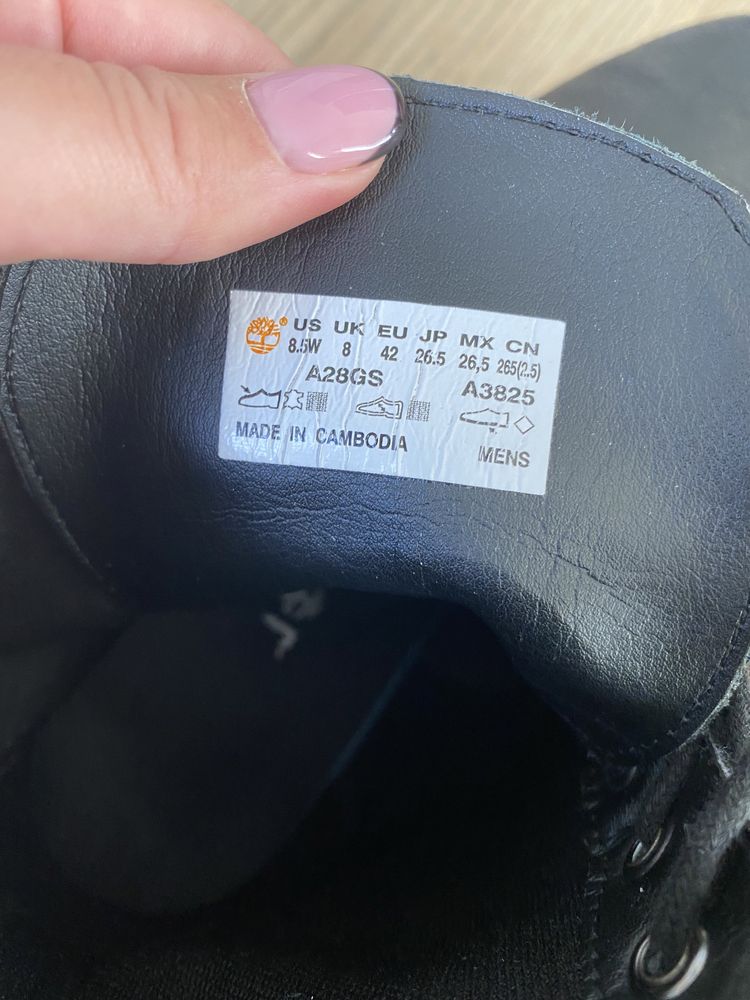 ® US UK EU JP MX CN
8.5W 8 42 26.5 26,5 265(2.5)
A28GS A3825
MADE IN CAMBODIA MENS